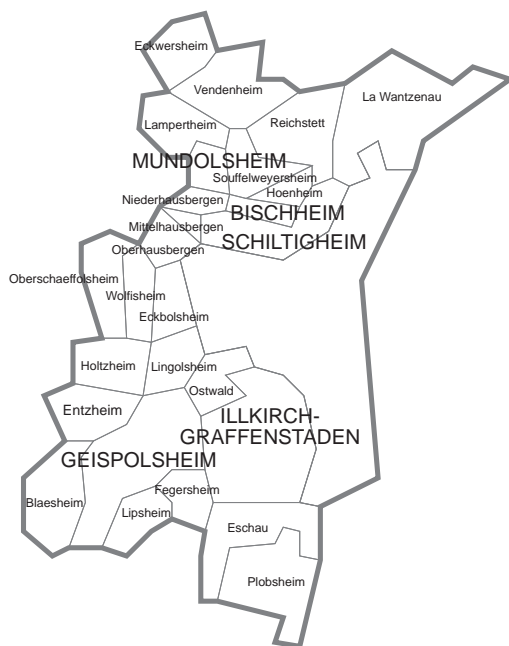 Eckwersheim
Vendenheim
La Wantzenau
Lampertheim
Reichstett
MUNDOLSHEIM
Souffelweyersheim
Hoenheim
Niederhausbergen
BISCHHEIM
Mittelhausbergen
SCHILTIGHEIM
Oberhausbergen
Oberschaeffolsheim
Wolfisheim
Eckbolsheim
Holtzheim
Lingolsheim
Ostwald
Entzheim
ILLKIRCH-
GRAFFENSTADEN
GEISPOLSHEIM
Fegersheim
Blaesheim
Lipsheim
Eschau
Plobsheim